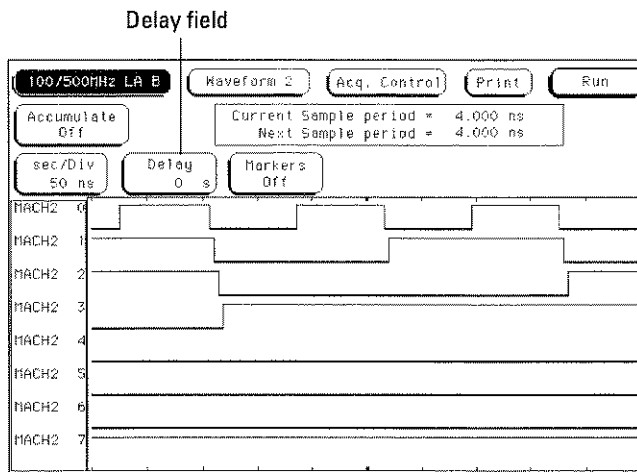 Delay field
100/500MHz LA B
Waveform 2
Acq. Control
Print
Run
Accumulate
Off
Current Sample period = 4.000 ns
Next Sample period = 4.000 ns
sec/Div
50 ns
Delay
0 s
Markers
Off
MACH2 0
MACH2 1
MACH2 2
MACH2 3
MACH2 4
MACH2 5
MACH2 6
MACH2 7